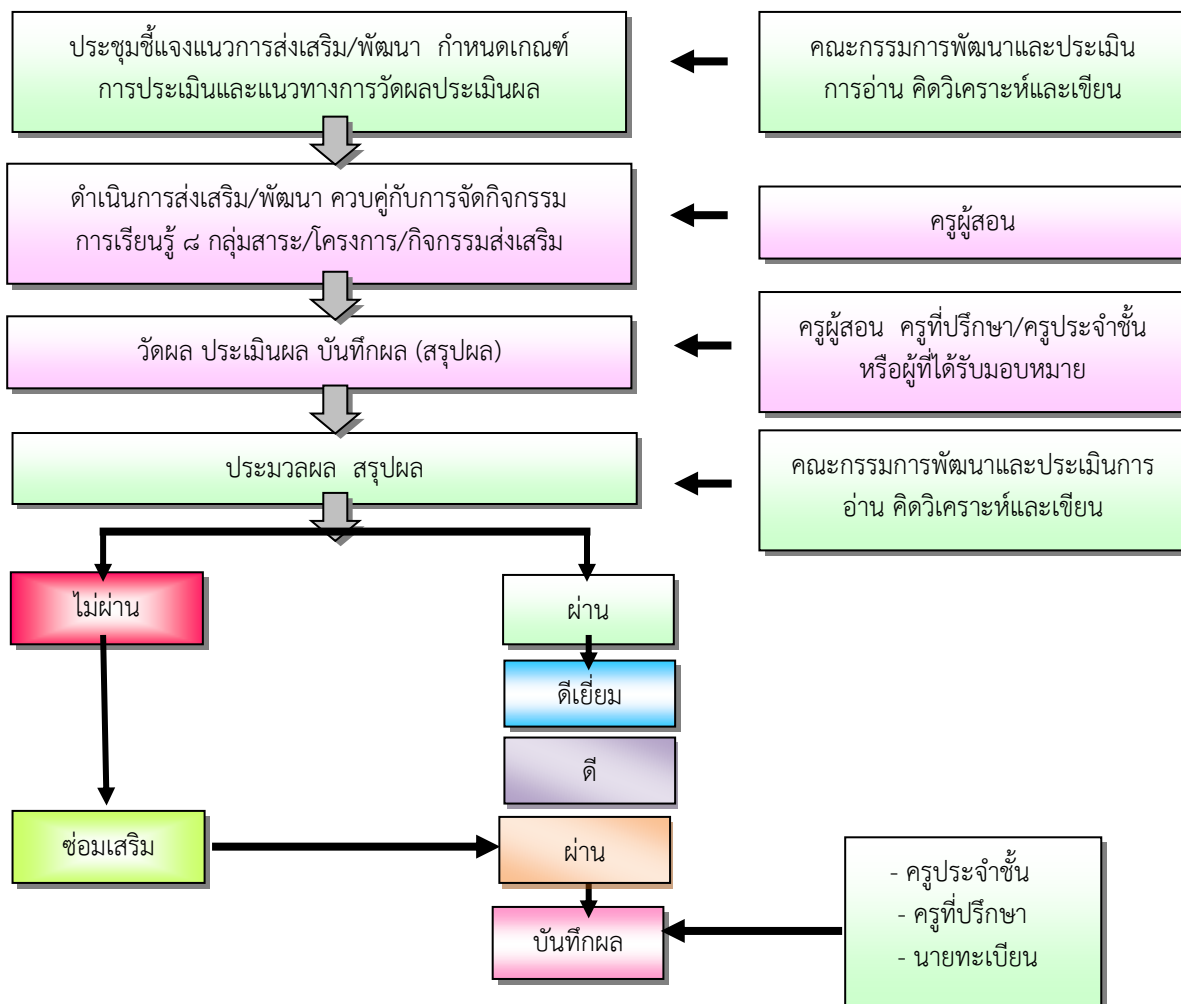 ประชุมชี้แจงแนวการส่งเสริม/พัฒนา กำหนดเกณฑ์
การประเมินและแนวทางการวัดผลประเมินผล
คณะกรรมการพัฒนาและประเมิน
การอ่าน คิดวิเคราะห์และเขียน
ดำเนินการส่งเสริม/พัฒนา ควบคู่กับการจัดกิจกรรม
การเรียนรู้ ๘ กลุ่มสาระ/โครงการ/กิจกรรมส่งเสริม
ครูผู้สอน
วัดผล ประเมินผล บันทึกผล (สรุปผล)
ครูผู้สอน ครูที่ปรึกษา/ครูประจำชั้น
หรือผู้ที่ได้รับมอบหมาย
ประมวลผล สรุปผล
คณะกรรมการพัฒนาและประเมินการ
อ่าน คิดวิเคราะห์และเขียน
ไม่ผ่าน
ผ่าน
ดีเยี่ยม
ดี
ซ่อมเสริม
ผ่าน
บันทึกผล
- ครูประจำชั้น
- ครูที่ปรึกษา
- นายทะเบียน